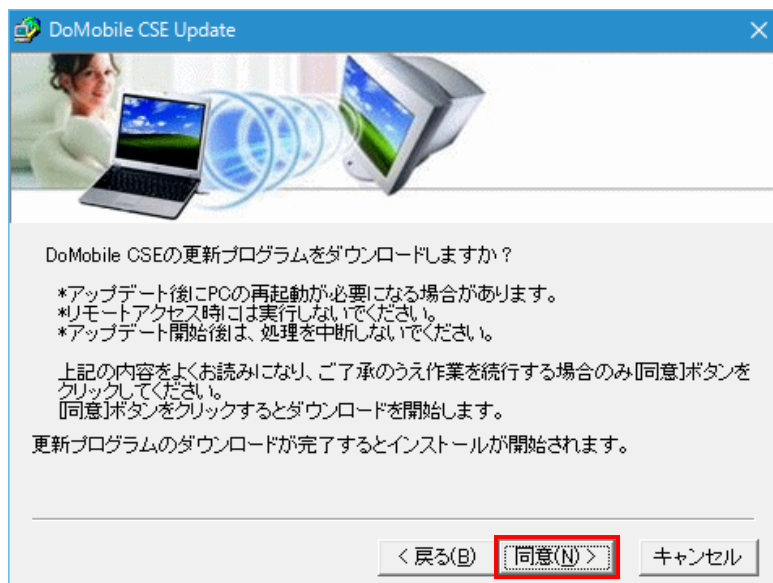 DoMobile CSE Update
DoMobile CSEの更新プログラムをダウンロードしますか？
*アップデート後にPCの再起動が必要になる場合があります。
*リモートアクセス時には実行しないでください。
*アップデート開始後は、処理を中断しないでください。
上記の内容をよくお読みになり、ご了承のうえ作業を続行する場合のみ[同意]ボタンを
クリックしてください。
[同意]ボタンをクリックするとダウンロードを開始します。
更新プログラムのダウンロードが完了するとインストールが開始されます。
< 戻る(B)
同意(N) >
キャンセル